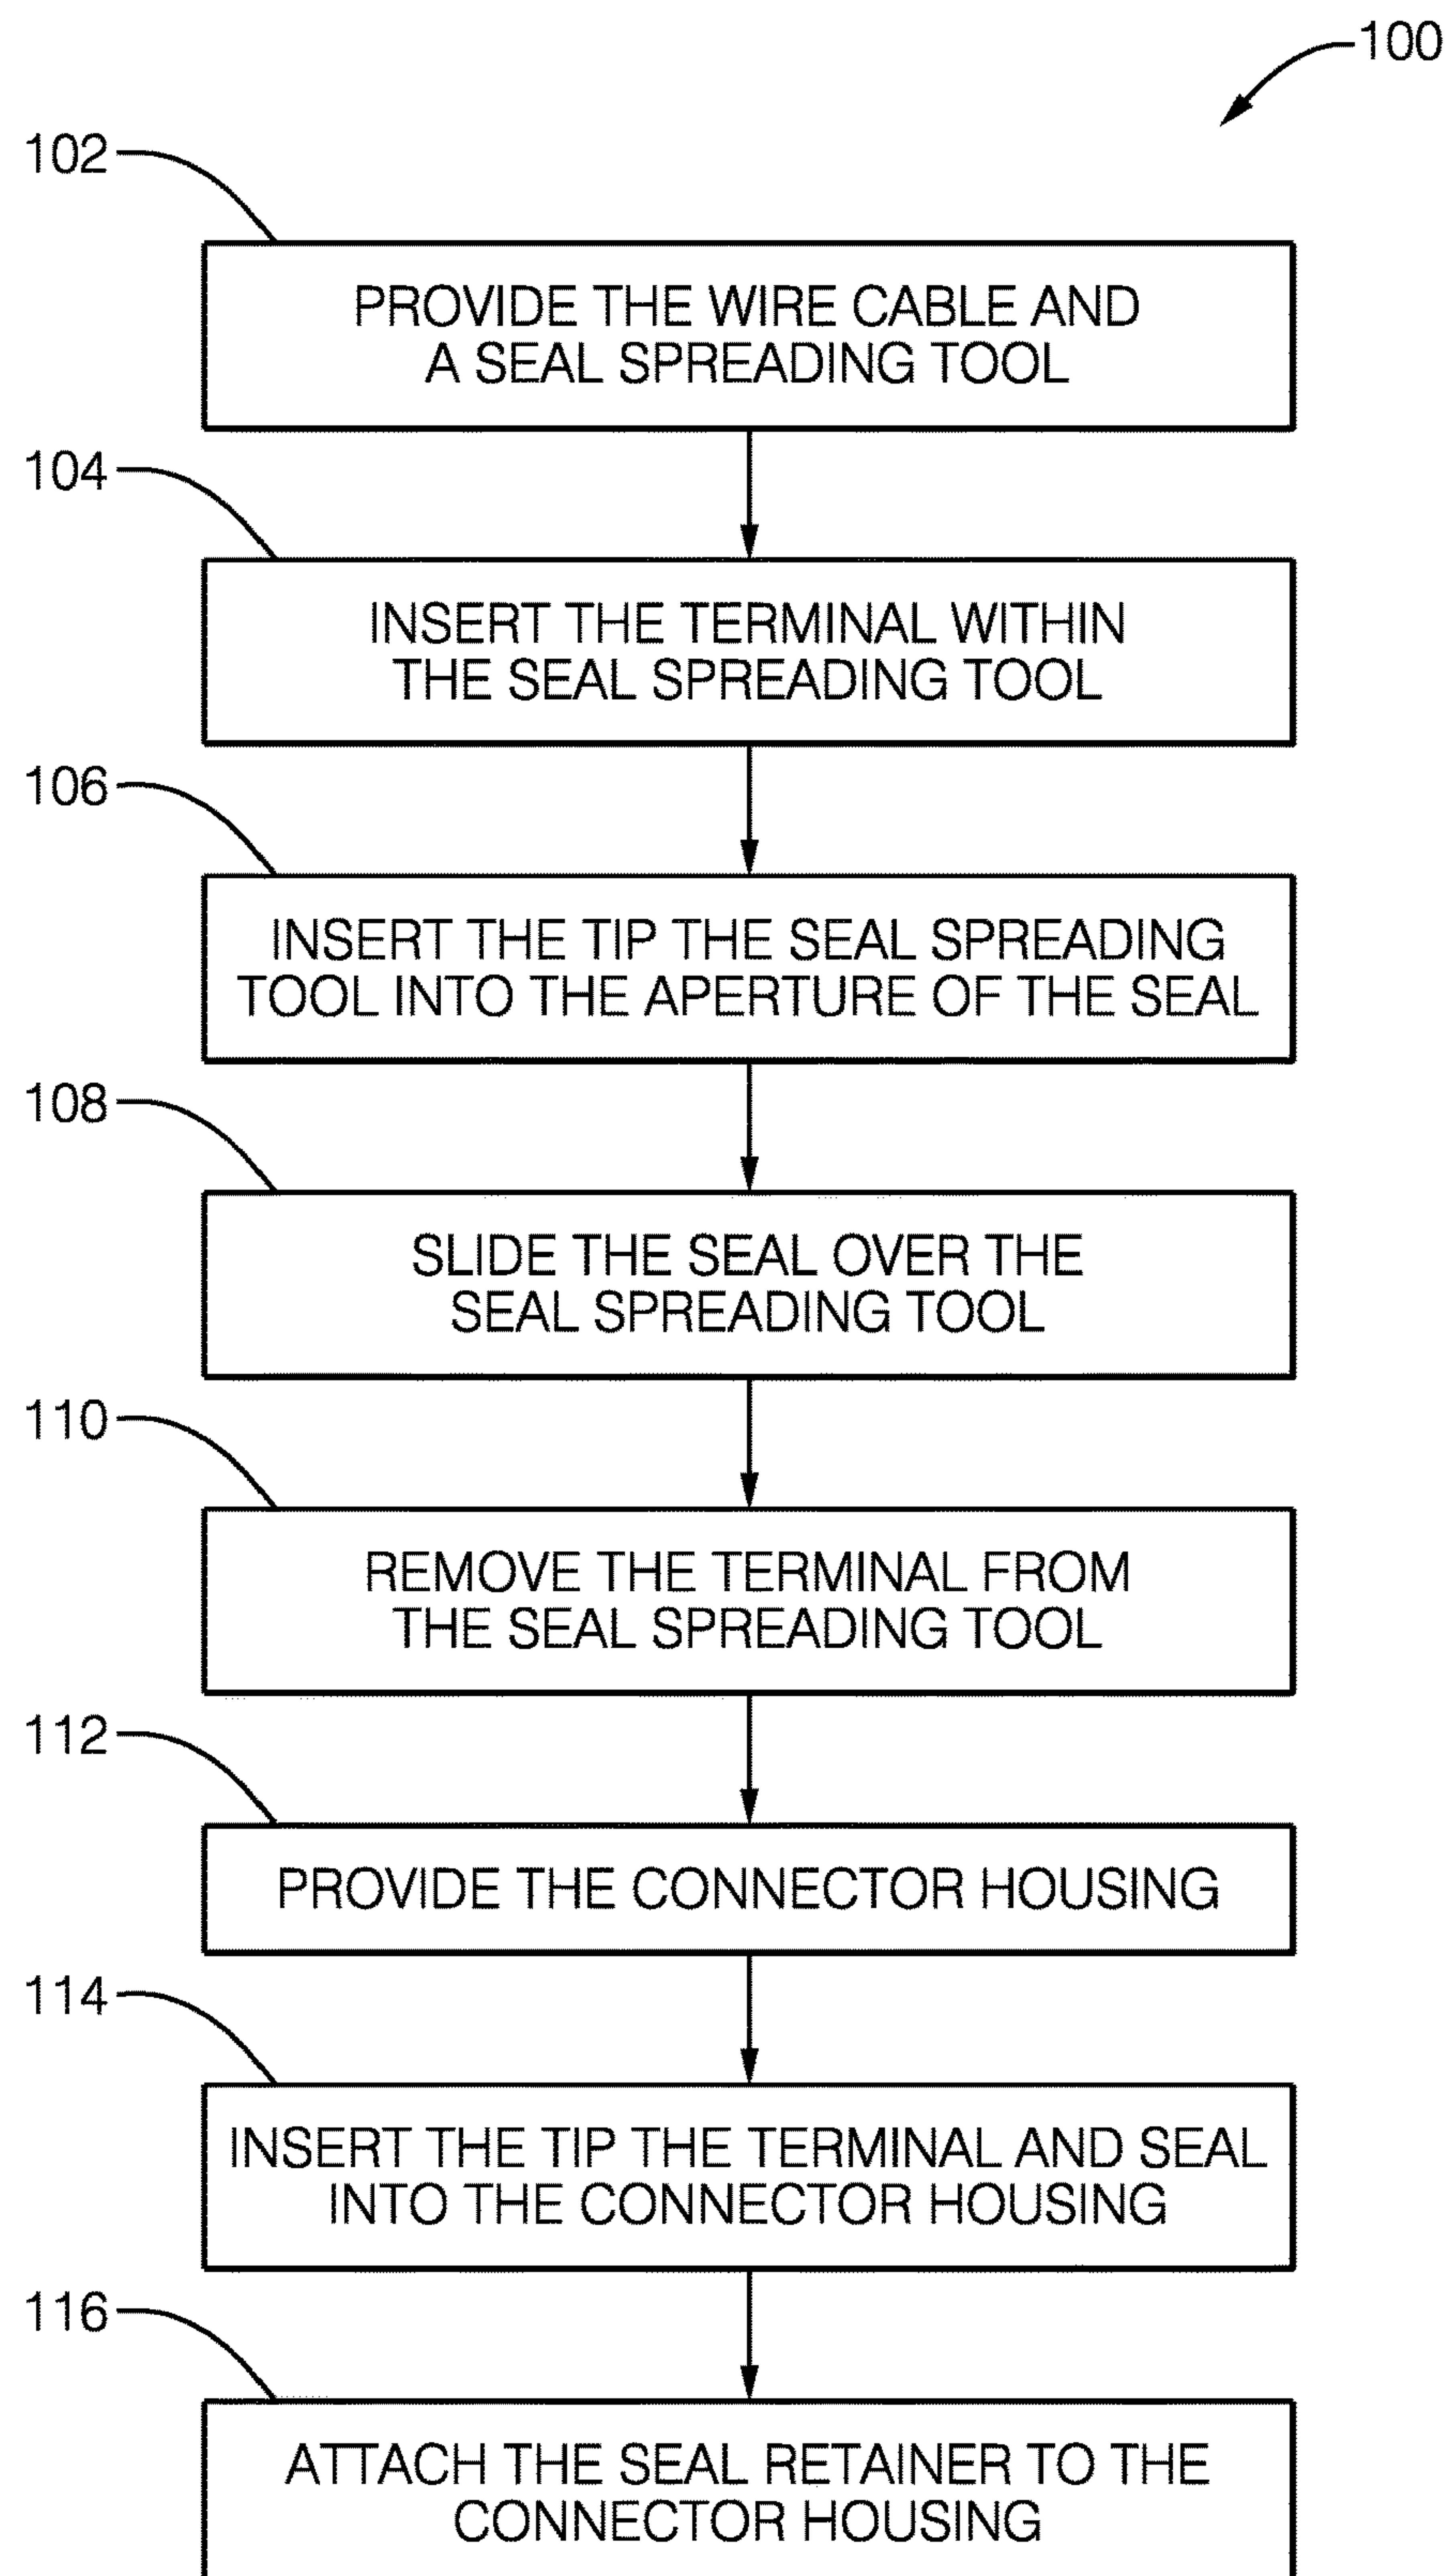 100
102
PROVIDE THE WIRE CABLE AND
A SEAL SPREADING TOOL
104
INSERT THE TERMINAL WITHIN
THE SEAL SPREADING TOOL
106
INSERT THE TIP THE SEAL SPREADING
TOOL INTO THE APERTURE OF THE SEAL
108
SLIDE THE SEAL OVER THE
SEAL SPREADING TOOL
110
REMOVE THE TERMINAL FROM
THE SEAL SPREADING TOOL
112
PROVIDE THE CONNECTOR HOUSING
114
INSERT THE TIP THE TERMINAL AND SEAL
INTO THE CONNECTOR HOUSING
116
ATTACH THE SEAL RETAINER TO THE
CONNECTOR HOUSING